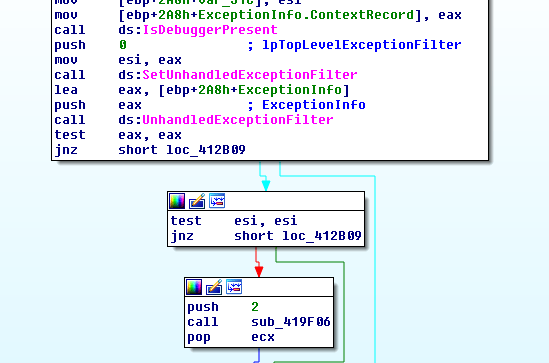 mov [ebp+2A8h+var_31C], esi
mov [ebp+2A8h+ExceptionInfo.ContextRecord], eax
call ds:IsDebuggerPresent
push 0 ; lpTopLevelExceptionFilter
mov esi, eax
call ds:SetUnhandledExceptionFilter
lea eax, [ebp+2A8h+ExceptionInfo]
push eax ; ExceptionInfo
call ds:UnhandledExceptionFilter
test eax, eax
jnz short loc_412B09
test esi, esi
jnz short loc_412B09
push 2
call sub_419F06
pop ecx